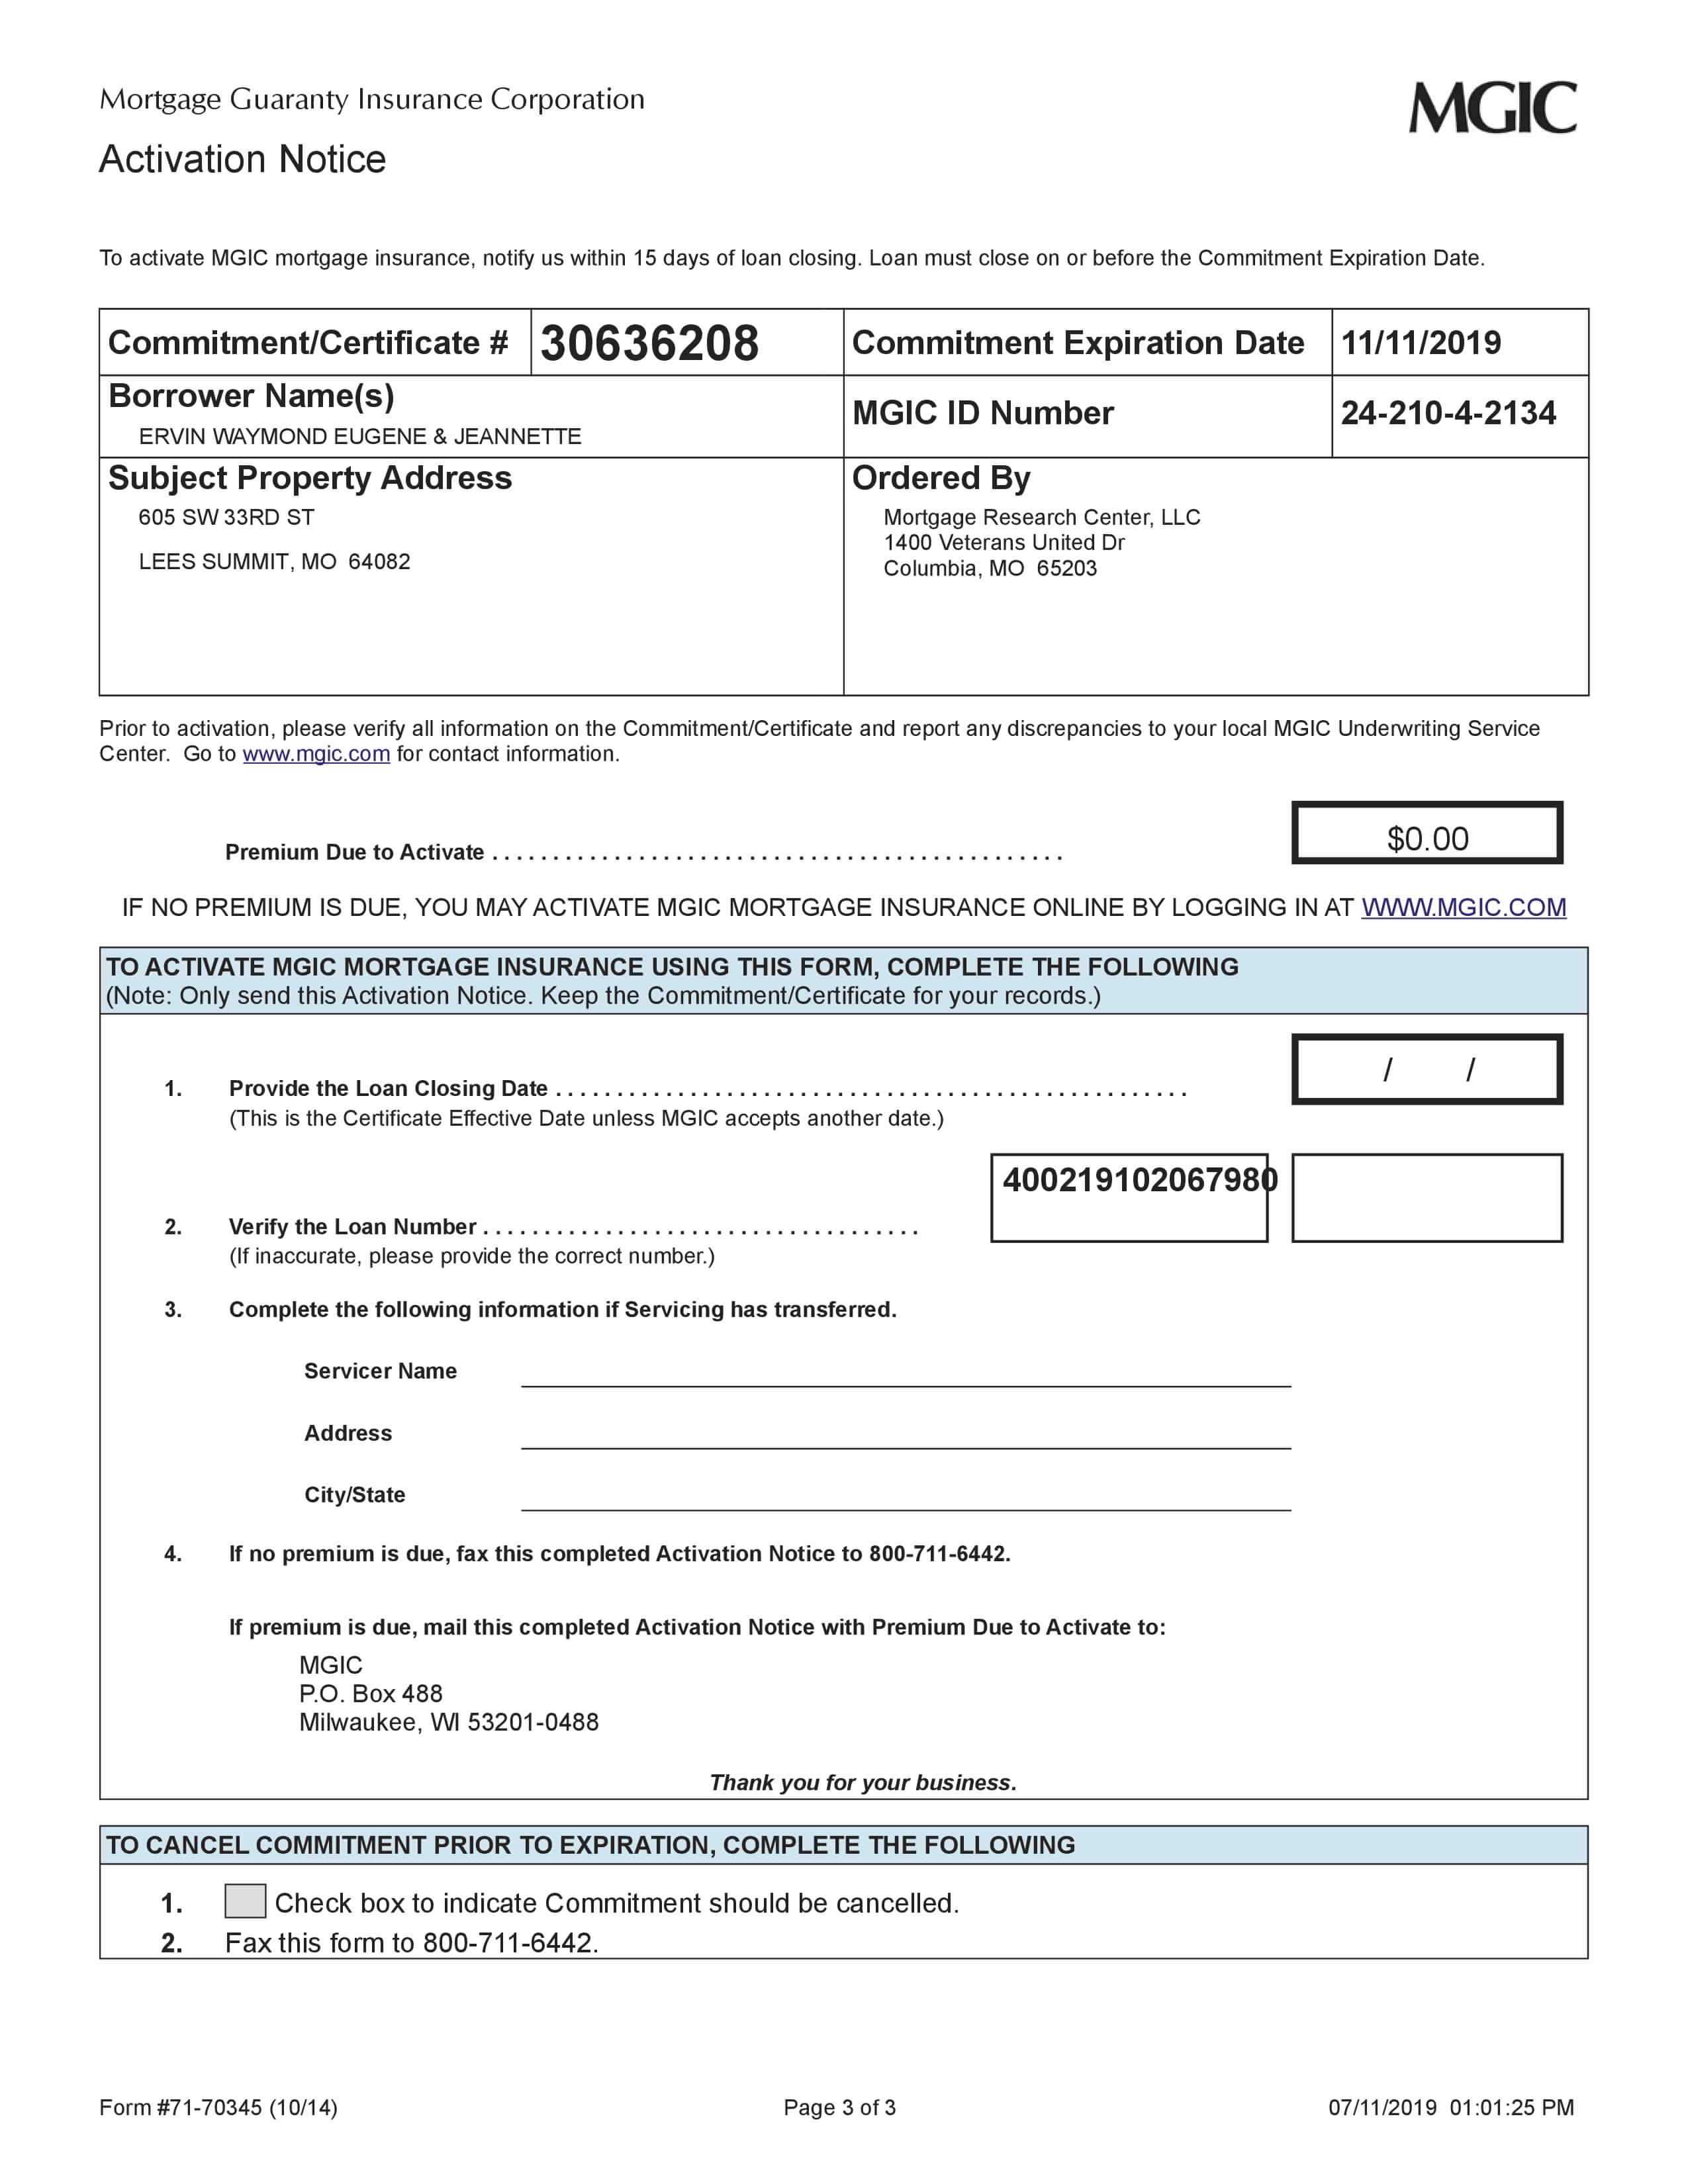 Mortgage Guaranty Insurance Corporation
MGIC
Activation Notice
To activate MGIC mortgage insurance, notify us within 15 days of loan closing. Loan must close on or before the Commitment Expiration Date.
Commitment/Certificate # 30636208 Commitment Expiration Date 11/11/2019
Borrower Name(s)
ERVIN WAYMOND EUGENE & JEANNETTE
MGIC ID Number 24-210-4-2134
Subject Property Address
605 SW 33RD ST
LEES SUMMIT, MO 64082
Ordered By
Mortgage Research Center, LLC
1400 Veterans United Dr
Columbia, MO 65203
Prior to activation, please verify all information on the Commitment/Certificate and report any discrepancies to your local MGIC Underwriting Service
Center. Go to www.mgic.com for contact information.
Premium Due to Activate . . . . . . . . . . . . . . . . . . . . . . . . . . . . . . . . . . . . . . . . . . . . . . . $0.00
IF NO PREMIUM IS DUE, YOU MAY ACTIVATE MGIC MORTGAGE INSURANCE ONLINE BY LOGGING IN AT WWW.MGIC.COM
TO ACTIVATE MGIC MORTGAGE INSURANCE USING THIS FORM, COMPLETE THE FOLLOWING
(Note: Only send this Activation Notice. Keep the Commitment/Certificate for your records.)
1. Provide the Loan Closing Date . . . . . . . . . . . . . . . . . . . . . . . . . . . . . . . . . . . . . . . . . . . . . . . . . . . . / /
(This is the Certificate Effective Date unless MGIC accepts another date.)
400219102067980
2. Verify the Loan Number . . . . . . . . . . . . . . . . . . . . . . . . . . . . . . . . . . . .
(If inaccurate, please provide the correct number.)
3. Complete the following information if Servicing has transferred.
Servicer Name
Address
City/State
4. If no premium is due, fax this completed Activation Notice to 800-711-6442.
If premium is due, mail this completed Activation Notice with Premium Due to Activate to:
MGIC
P.O. Box 488
Milwaukee, WI 53201-0488
Thank you for your business.
TO CANCEL COMMITMENT PRIOR TO EXPIRATION, COMPLETE THE FOLLOWING
1. Check box to indicate Commitment should be cancelled.
2. Fax this form to 800-711-6442.
Form #71-70345 (10/14) Page 3 of 3 07/11/2019 01:01:25 PM